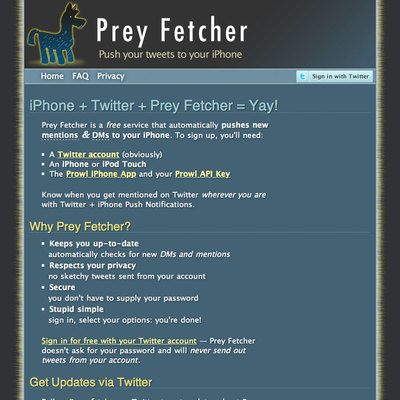 Prey Fetcher
Push your tweets to your iPhone
Home FAQ Privacy
Sign in with Twitter
iPhone + Twitter + Prey Fetcher = Yay!
Prey Fetcher is a free service that automatically pushes new
mentions & DMs to your iPhone. To sign up, you'll need:
A Twitter account (obviously)
An iPhone or iPod Touch
The Prowl iPhone App and your Prowl API Key
Know when you get mentioned on Twitter wherever you are
with Twitter + iPhone Push Notifications.
Why Prey Fetcher?
Keeps you up-to-date
automatically checks for new DMs and mentions
Respects your privacy
no sketchy tweets sent from your account
Secure
you don't have to supply your password
Stupid simple
sign in, select your options: you're done!
Sign in for free with your Twitter account — Prey Fetcher
doesn't ask for your password and will never send out
tweets from your account.
Get Updates via Twitter